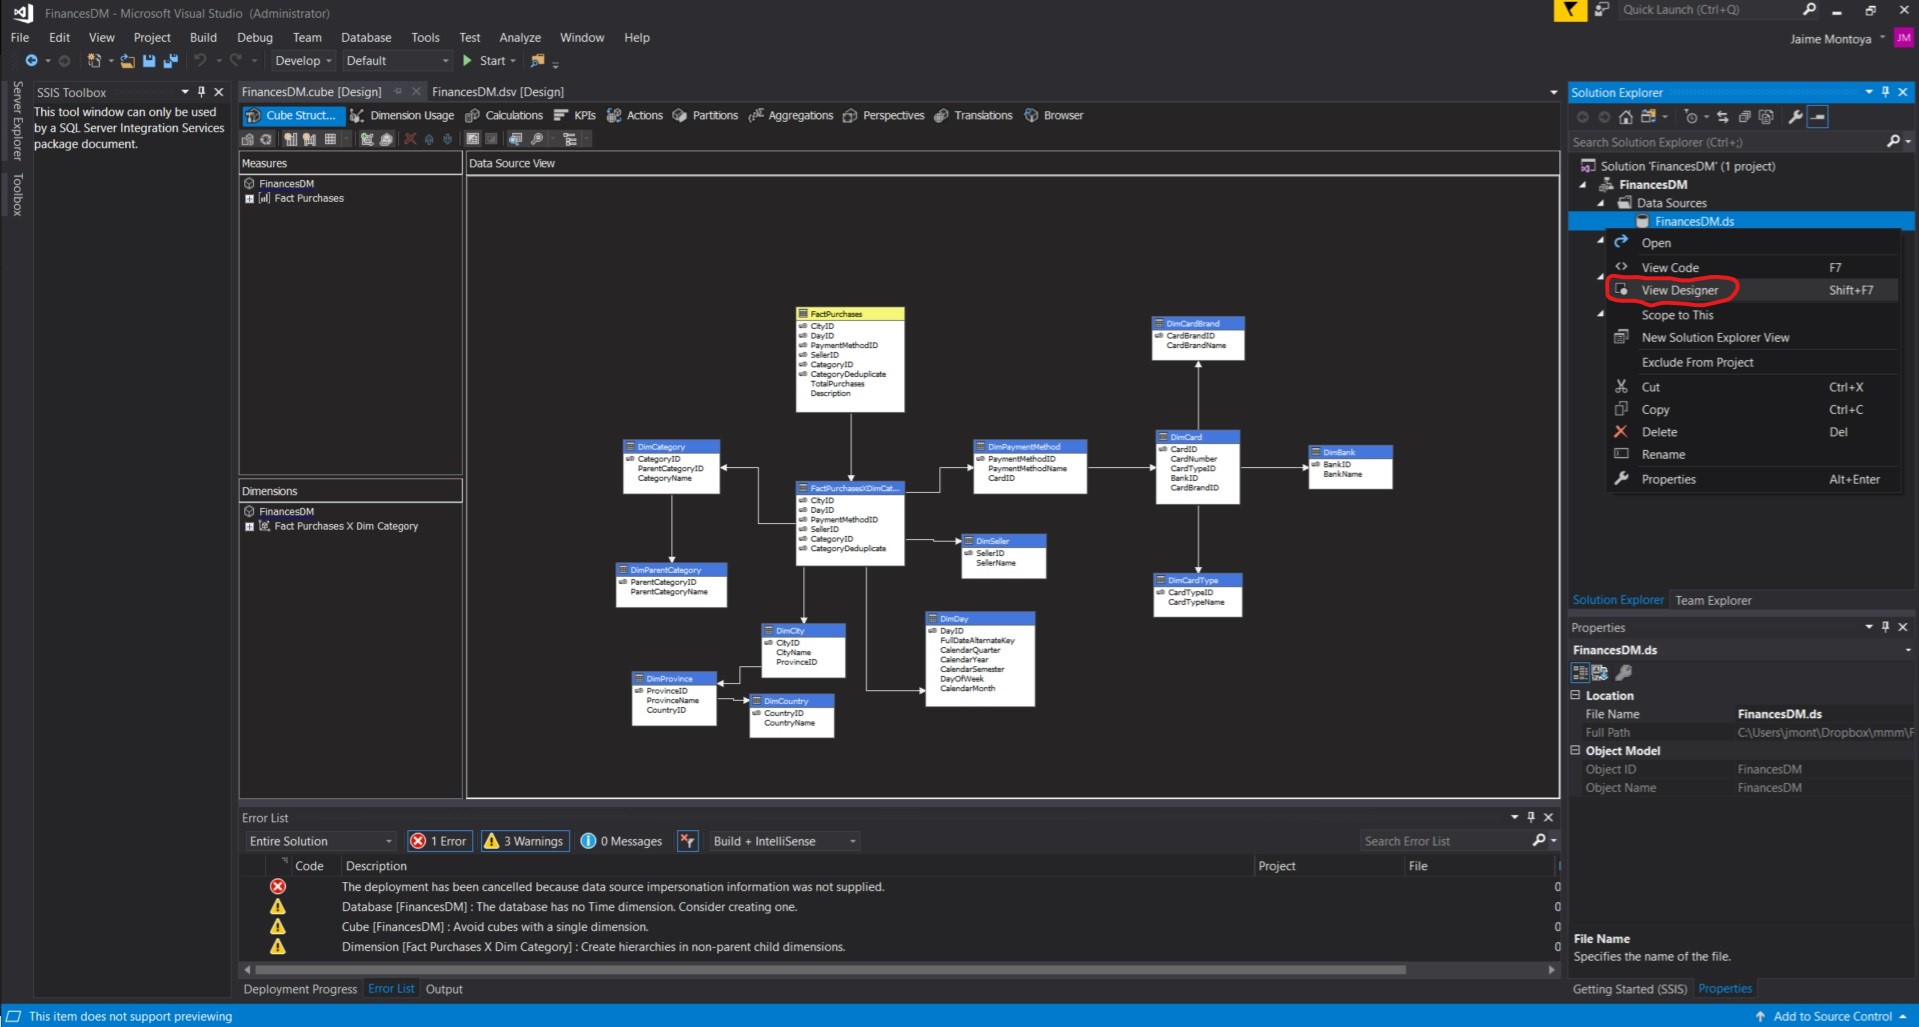 FinancesDM - Microsoft Visual Studio (Administrator)
Quick Launch (Ctrl+Q)
File Edit View Project Build Debug Team Database Tools Test Analyze Window Help
Jaime Montoya JM
Develop Default Start
Server Explorer
Toolbox
SSIS Toolbox
This tool window can only be used
by a SQL Server Integration Services
package document.
FinancesDM.cube [Design] FinancesDM.dsv [Design]
Cube Struct... Dimension Usage Calculations KPIs Actions Partitions Aggregations Perspectives Translations Browser
Measures
FinancesDM
Fact Purchases
Dimensions
FinancesDM
Fact Purchases X Dim Category
Data Source View
FactPurchases
CityID
DayID
PaymentMethodID
SellerID
CategoryID
CategoryDeduplicate
TotalPurchases
Description
DimCardBrand
CardBrandID
CardBrandName
DimCategory
CategoryID
ParentCategoryID
CategoryName
FactPurchasesXDimCat...
CityID
DayID
PaymentMethodID
SellerID
CategoryID
CategoryDeduplicate
DimPaymentMethod
PaymentMethodID
PaymentMethodName
CardID
DimCard
CardID
CardNumber
CardTypeID
BankID
CardBrandID
DimBank
BankID
BankName
DimSeller
SellerID
SellerName
DimParentCategory
ParentCategoryID
ParentCategoryName
DimCardType
CardTypeID
CardTypeName
DimCity
CityID
CityName
ProvinceID
DimDay
DayID
FullDateAlternateKey
CalendarQuarter
CalendarYear
CalendarSemester
DayOfWeek
CalendarMonth
DimProvince
ProvinceID
ProvinceName
CountryID
DimCountry
CountryID
CountryName
Solution Explorer
Search Solution Explorer (Ctrl+;)
Solution 'FinancesDM' (1 project)
FinancesDM
Data Sources
FinancesDM.ds
Open
View Code F7
View Designer Shift+F7
Scope to This
New Solution Explorer View
Exclude From Project
Cut Ctrl+X
Copy Ctrl+C
Delete Del
Rename
Properties Alt+Enter
Solution Explorer Team Explorer
Properties
FinancesDM.ds
Location
File Name FinancesDM.ds
Full Path C:\Users\jmont\Dropbox\mmm\F
Object Model
Object ID FinancesDM
Object Name FinancesDM
File Name
Specifies the name of the file.
Getting Started (SSIS) Properties
Error List
Entire Solution 1 Error 3 Warnings 0 Messages Build + IntelliSense Search Error List
Code Description Project File
The deployment has been cancelled because data source impersonation information was not supplied. 0
Database [FinancesDM] : The database has no Time dimension. Consider creating one. 0
Cube [FinancesDM] : Avoid cubes with a single dimension. 0
Dimension [Fact Purchases X Dim Category] : Create hierarchies in non-parent child dimensions. 0
Deployment Progress Error List Output
This item does not support previewing
Add to Source Control